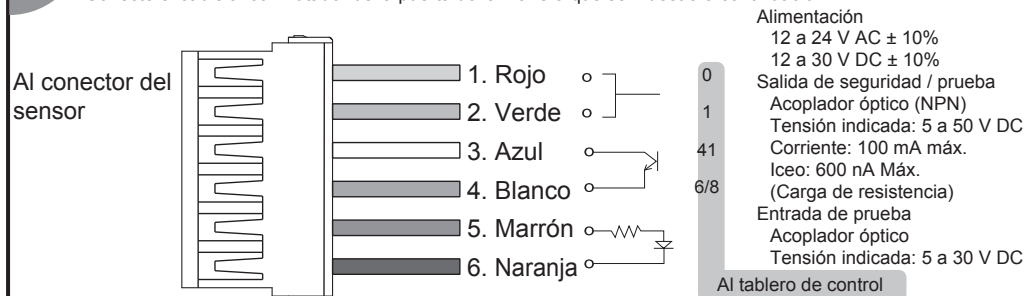 Alimentación
12 a 24 V AC ± 10%
12 a 30 V DC ± 10%
Salida de seguridad / prueba
Acoplador óptico (NPN)
Tensión indicada: 5 a 50 V DC
Corriente: 100 mA máx.
Iceo: 600 nA Máx.
(Carga de resistencia)
Entrada de prueba
Acoplador óptico
Tensión indicada: 5 a 30 V DC
Al conector del
sensor
1. Rojo
2. Verde
3. Azul
4. Blanco
5. Marrón
6. Naranja
0
1
41
6/8
Al tablero de control